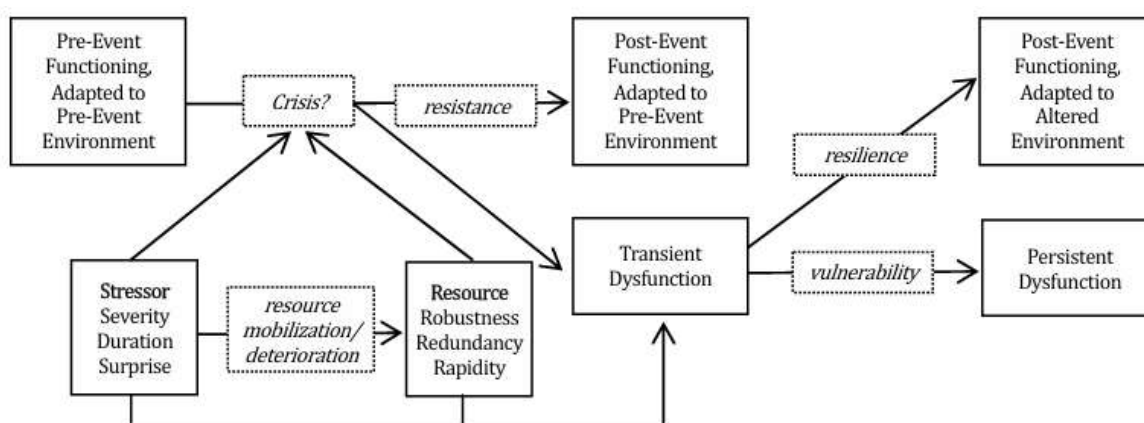 Pre-Event
Functioning,
Adapted to
Pre-Event
Environment
Crisis?
resistance
Post-Event
Functioning,
Adapted to
Pre-Event
Environment
Post-Event
Functioning,
Adapted to
Altered
Environment
resilience
Stressor
Severity
Duration
Surprise
resource
mobilization/
deterioration
Resource
Robustness
Redundancy
Rapidity
Transient
Dysfunction
vulnerability
Persistent
Dysfunction